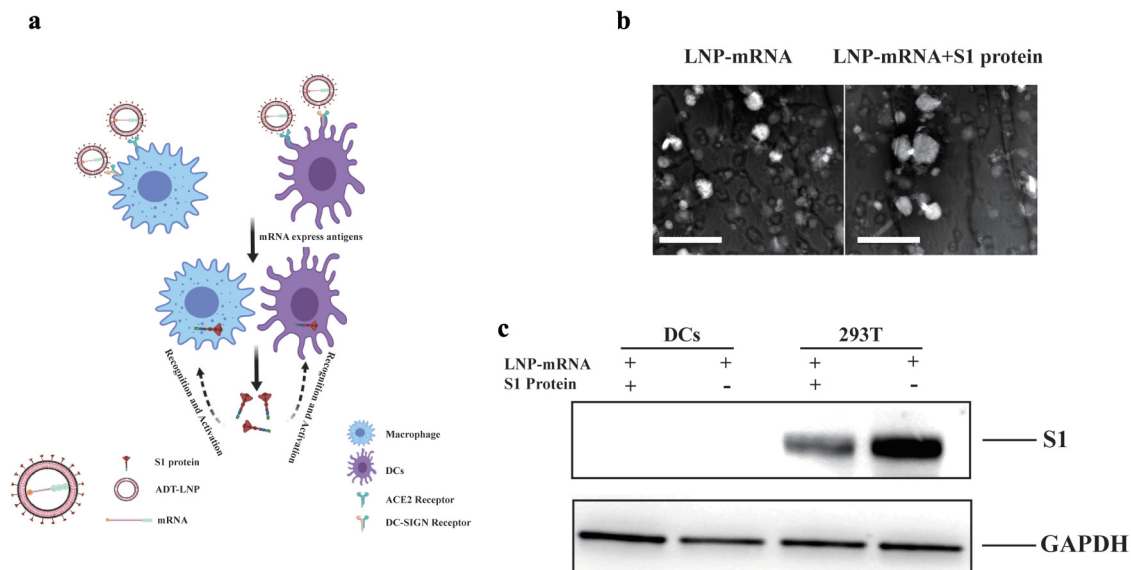 a
mRNA express antigens
Recognition and Activation
Recognition and Activation
S1 protein
ADT-LNP
mRNA
Macrophage
DCs
ACE2 Receptor
DC-SIGN Receptor
b
LNP-mRNA LNP-mRNA+S1 protein
c
DCs 293T
LNP-mRNA + + + +
S1 Protein + - + -
S1
GAPDH